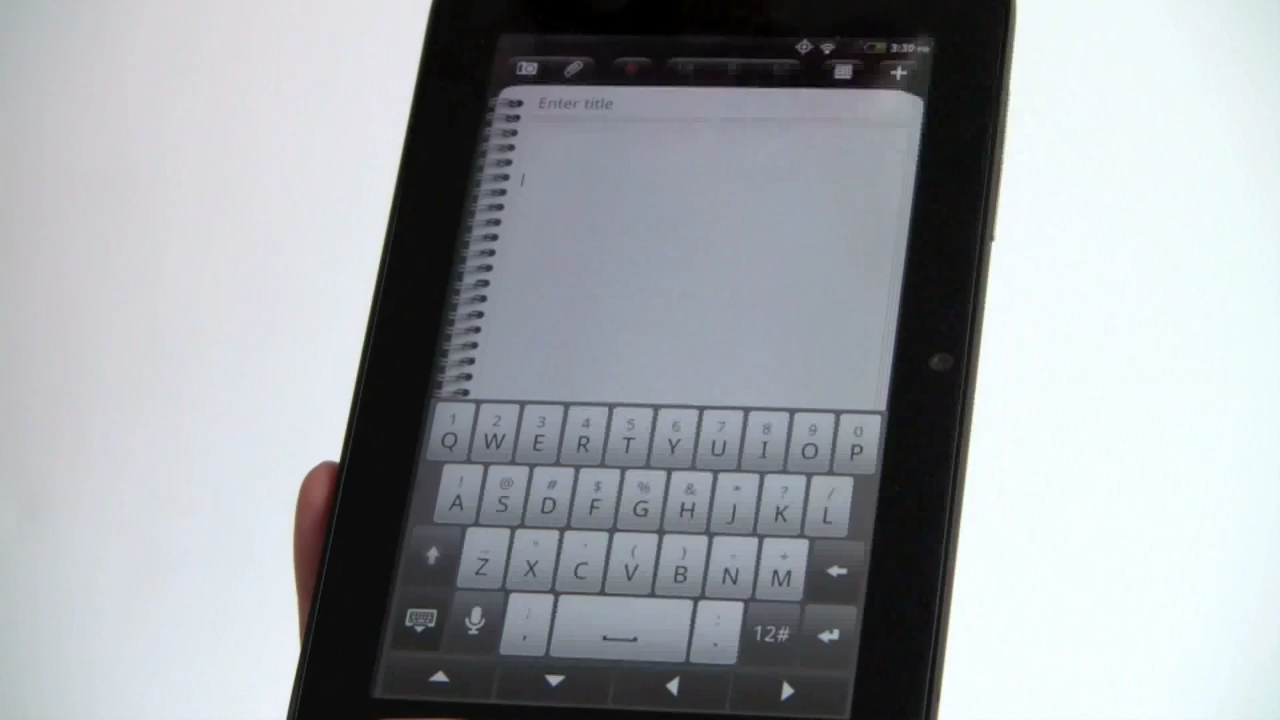 3:39 PM
Enter title
1 2 3 4 5 6 7 8 9 0
Q W E R T Y U I O P
! @ # $ % & * ? /
A S D F G H J K L
_ " ' ( ) - +
Z X C V B N M
, . 12#